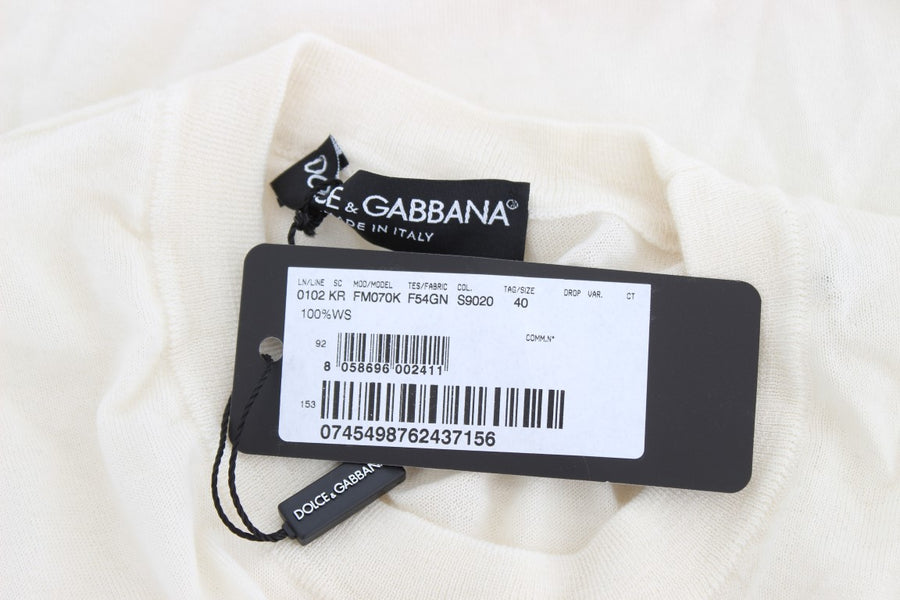 DOLCE & GABBANA
MADE IN ITALY
LN/LINE SC MOD/MODEL TES/FABRIC COL. TAG/SIZE DROP VAR. CT
0102 KR FM070K F54GN S9020 40
100%WS
COMM.N°
92
8 058696 002411
153
0745498762437156
DOLCE & GABBANA